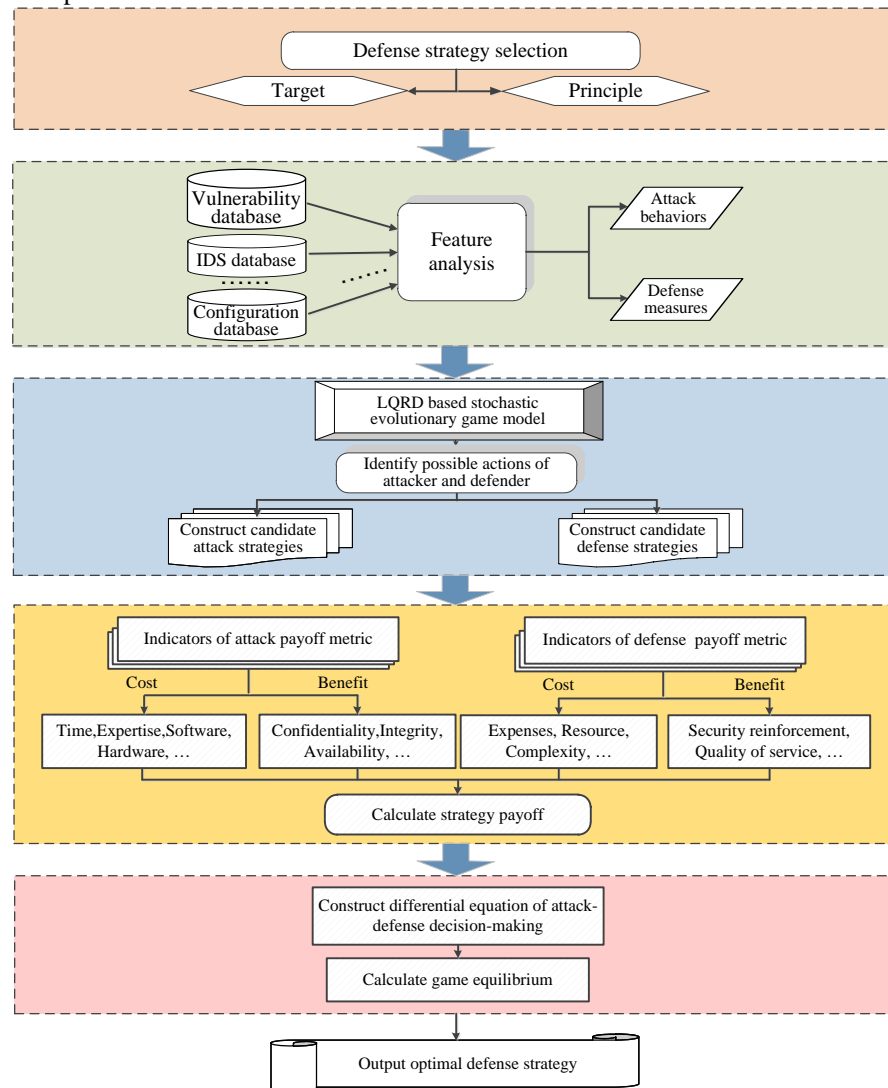 Defense strategy selection
Target
Principle
Vulnerability
database
IDS database
......
Configuration
database
.....
Feature
analysis
Attack
behaviors
Defense
measures
LQRD based stochastic
evolutionary game model
Identify possible actions of
attacker and defender
Construct candidate
attack strategies
Construct candidate
defense strategies
Indicators of attack payoff metric
Cost
Benefit
Time,Expertise,Software,
Hardware, …
Confidentiality,Integrity,
Availability, …
Indicators of defense payoff metric
Cost
Benefit
Expenses, Resource,
Complexity, …
Security reinforcement,
Quality of service, …
Calculate strategy payoff
Construct differential equation of attack-
defense decision-making
Calculate game equilibrium
Output optimal defense strategy